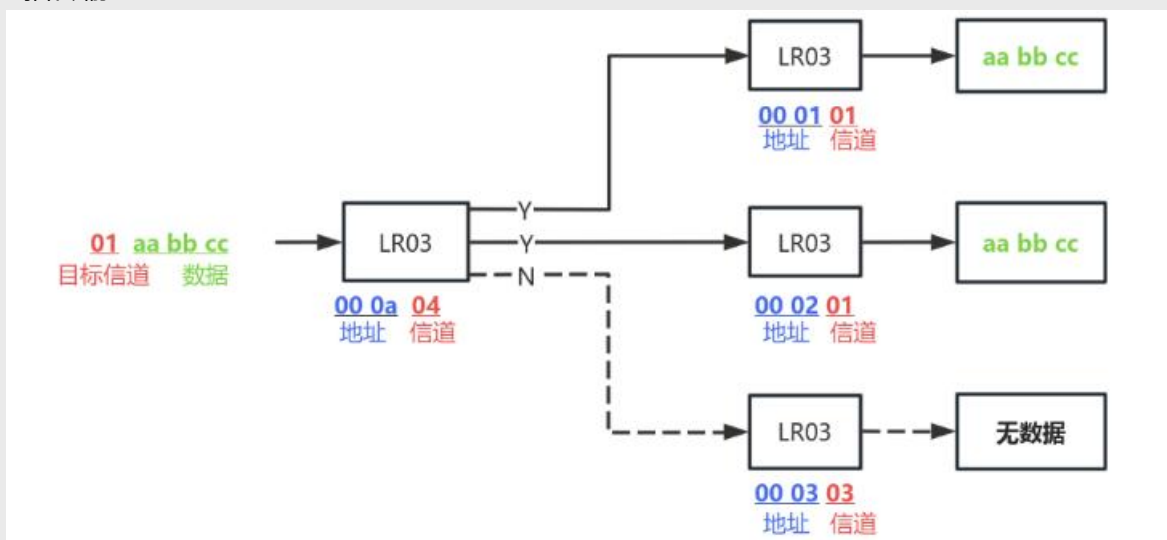 LR03
aa bb cc
00 01 01
地址 信道
Y
01 aa bb cc
目标信道 数据
LR03
Y
LR03
aa bb cc
N
00 0a 04
地址 信道
00 02 01
地址 信道
LR03
无数据
00 03 03
地址 信道